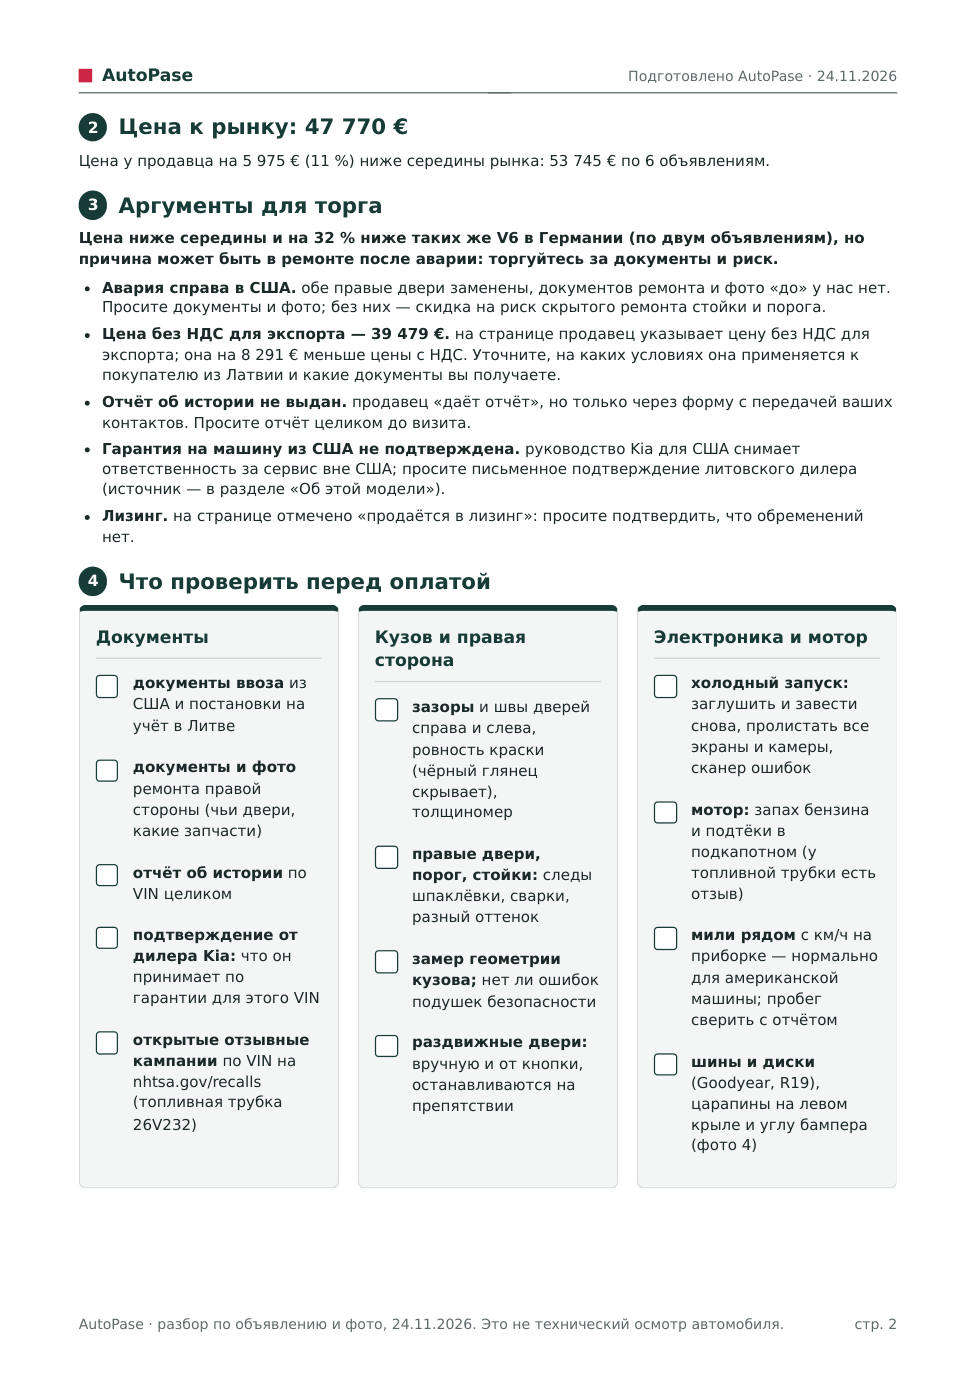 AutoPase
Подготовлено AutoPase · 24.11.2026
2 Цена к рынку: 47 770 €
Цена у продавца на 5 975 € (11 %) ниже середины рынка: 53 745 € по 6 объявлениям.
3 Аргументы для торга
Цена ниже середины и на 32 % ниже таких же V6 в Германии (по двум объявлениям), но
причина может быть в ремонте после аварии: торгуйтесь за документы и риск.
• Авария справа в США. обе правые двери заменены, документов ремонта и фото «до» у нас нет.
Просите документы и фото; без них — скидка на риск скрытого ремонта стойки и порога.
• Цена без НДС для экспорта — 39 479 €. на странице продавец указывает цену без НДС для
экспорта; она на 8 291 € меньше цены с НДС. Уточните, на каких условиях она применяется к
покупателю из Латвии и какие документы вы получаете.
• Отчёт об истории не выдан. продавец «даёт отчёт», но только через форму с передачей ваших
контактов. Просите отчёт целиком до визита.
• Гарантия на машину из США не подтверждена. руководство Kia для США снимает
ответственность за сервис вне США; просите письменное подтверждение литовского дилера
(источник — в разделе «Об этой модели»).
• Лизинг. на странице отмечено «продаётся в лизинг»: просите подтвердить, что обременений
нет.
4 Что проверить перед оплатой
Документы
документы ввоза из
США и постановки на
учёт в Литве
документы и фото
ремонта правой
стороны (чьи двери,
какие запчасти)
отчёт об истории по
VIN целиком
подтверждение от
дилера Kia: что он
принимает по
гарантии для этого VIN
открытые отзывные
кампании по VIN на
nhtsa.gov/recalls
(топливная трубка
26V232)
Кузов и правая
сторона
зазоры и швы дверей
справа и слева,
ровность краски
(чёрный глянец
скрывает),
толщиномер
правые двери,
порог, стойки: следы
шпаклёвки, сварки,
разный оттенок
замер геометрии
кузова; нет ли ошибок
подушек безопасности
раздвижные двери:
вручную и от кнопки,
останавливаются на
препятствии
Электроника и мотор
холодный запуск:
заглушить и завести
снова, пролистать все
экраны и камеры,
сканер ошибок
мотор: запах бензина
и подтёки в
подкапотном (у
топливной трубки есть
отзыв)
мили рядом с км/ч на
приборке — нормально
для американской
машины; пробег
сверить с отчётом
шины и диски
(Goodyear, R19),
царапины на левом
крыле и углу бампера
(фото 4)
AutoPase · разбор по объявлению и фото, 24.11.2026. Это не технический осмотр автомобиля.
стр. 2